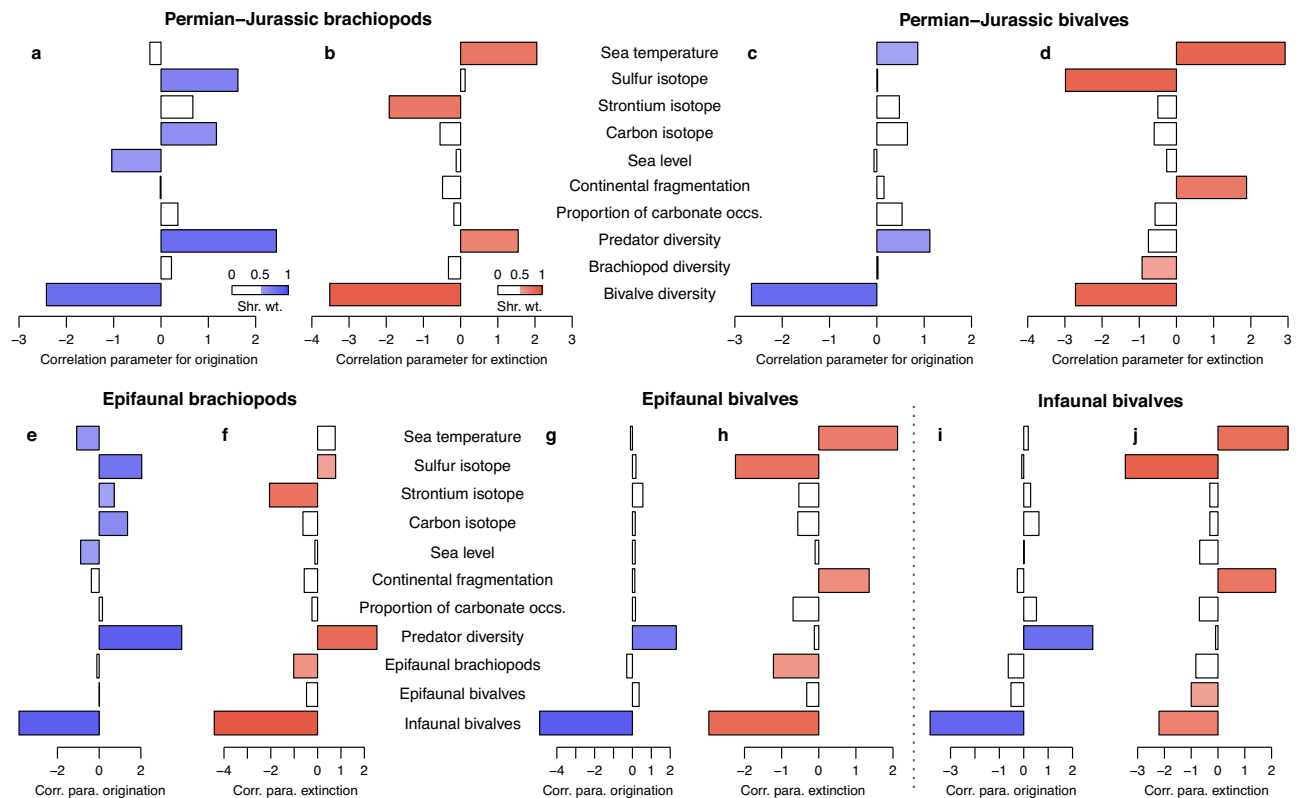 Permian–Jurassic brachiopods
Permian–Jurassic bivalves
a
b
c
d
Sea temperature
Sulfur isotope
Strontium isotope
Carbon isotope
Sea level
Continental fragmentation
Proportion of carbonate occs.
Predator diversity
Brachiopod diversity
Bivalve diversity
0 0.5 1
Shr. wt.
0 0.5 1
Shr. wt.
−3 −2 −1 0 1 2
Correlation parameter for origination
−4 −3 −2 −1 0 1 2 3
Correlation parameter for extinction
−3 −2 −1 0 1 2
Correlation parameter for origination
−4 −3 −2 −1 0 1 2 3
Correlation parameter for extinction
Epifaunal brachiopods
Epifaunal bivalves
Infaunal bivalves
e
f
g
h
i
j
Sea temperature
Sulfur isotope
Strontium isotope
Carbon isotope
Sea level
Continental fragmentation
Proportion of carbonate occs.
Predator diversity
Epifaunal brachiopods
Epifaunal bivalves
Infaunal bivalves
−2 0 2
Corr. para. origination
−4 −2 0 1 2
Corr. para. extinction
−4 −2 0 1 2
Corr. para. origination
−2 −1 0 1 2
Corr. para. extinction
−3 −1 0 1 2
Corr. para. origination
−3 −2 −1 0 1 2
Corr. para. extinction